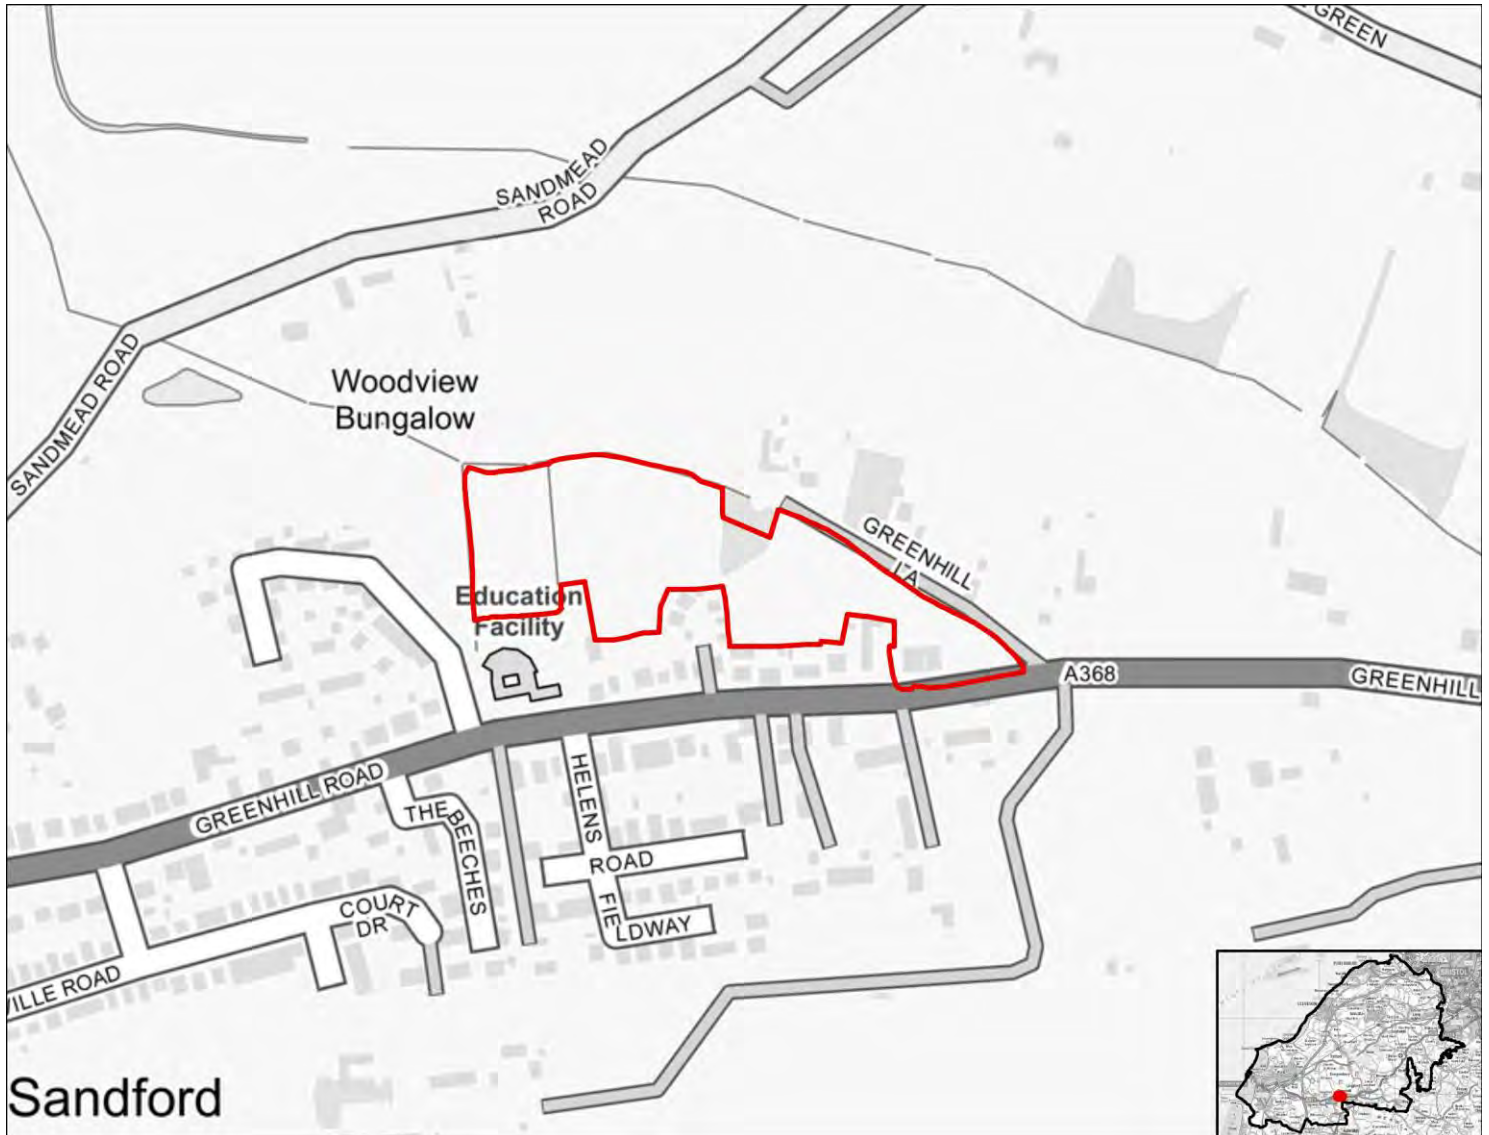 GREEN
SANDMEAD
ROAD
SANDMEAD ROAD
Woodview
Bungalow
GREENHILL
LA
Education
Facility
A368
GREENHILL
GREENHILL ROAD
THE
BEECHES
HELENS
ROAD
FIE
LDWAY
COURT
DR
VILLE ROAD
Sandford
BRISTOL